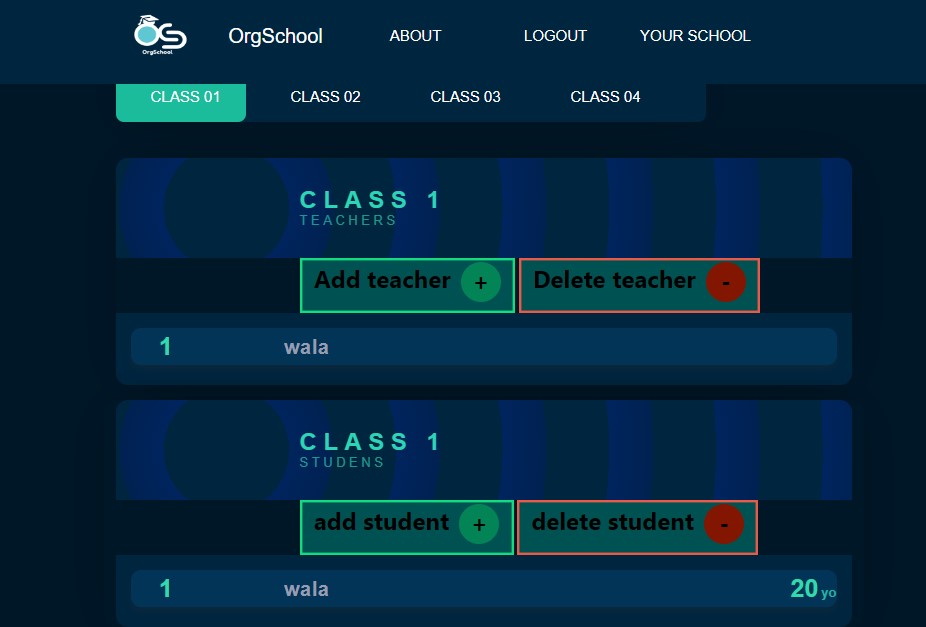 OrgSchool OrgSchool ABOUT LOGOUT YOUR SCHOOL
CLASS 01 CLASS 02 CLASS 03 CLASS 04
CLASS 1
TEACHERS
Add teacher + Delete teacher -
1 wala
CLASS 1
STUDENS
add student + delete student -
1 wala 20 yo